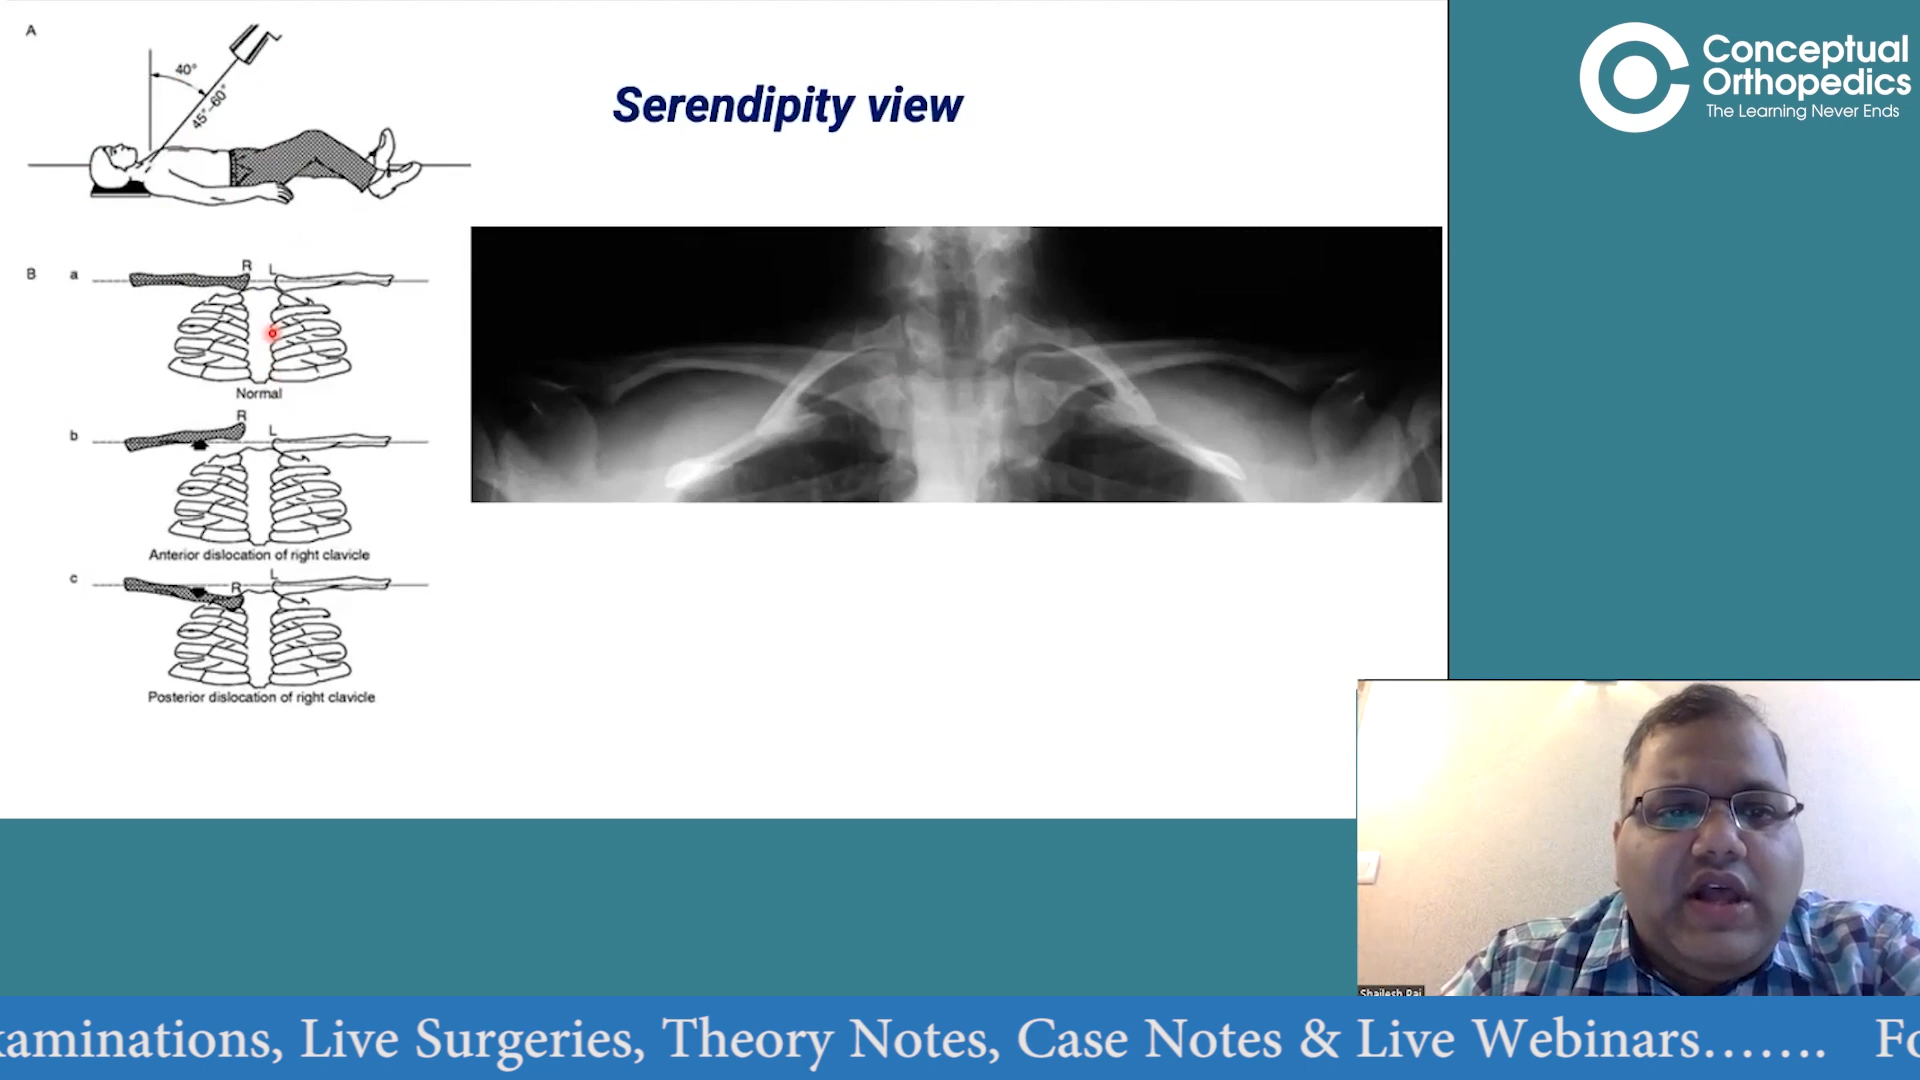 A
40°
45°–60°
Serendipity view
Conceptual
Orthopedics
The Learning Never Ends
B
a
R L
Normal
b
R
L
Anterior dislocation of right clavicle
c
L
R
Posterior dislocation of right clavicle
Shailesh Pai
xaminations, Live Surgeries, Theory Notes, Case Notes & Live Webinars....... Fo